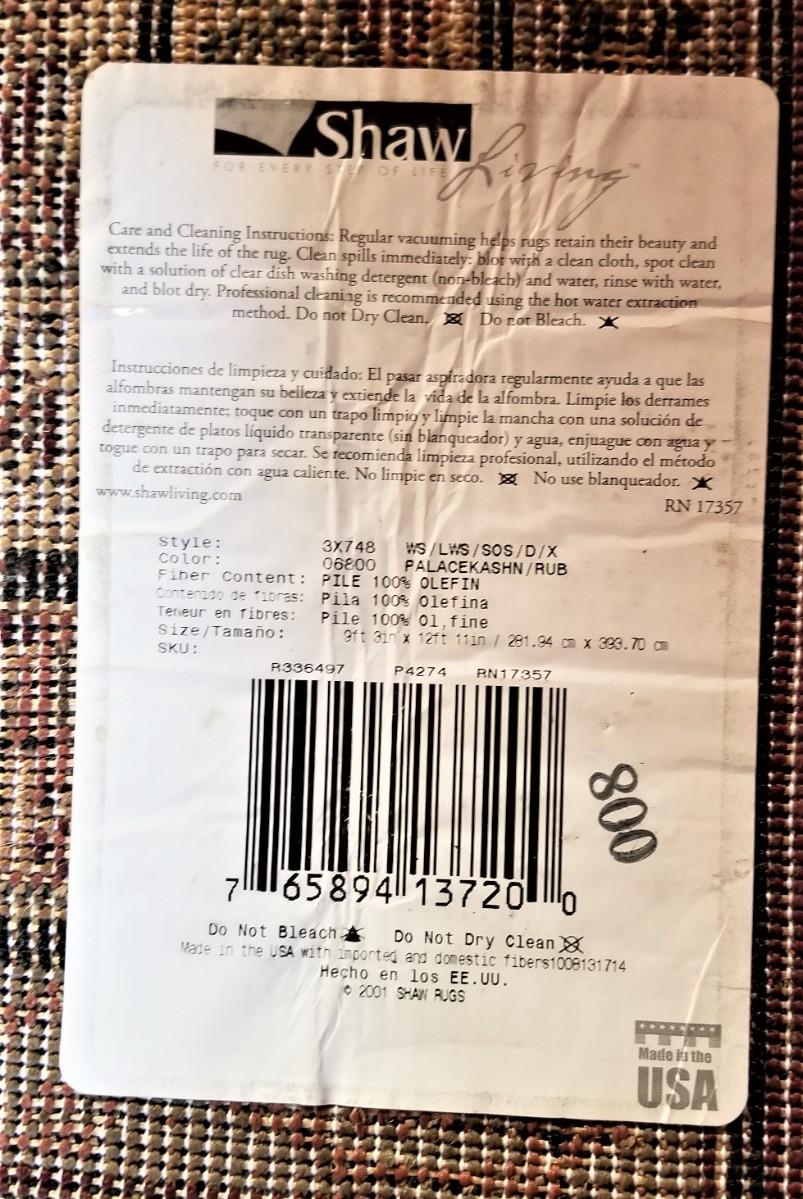 Shaw
Living™
FOR EVERY STEP OF LIFE
Care and Cleaning Instructions: Regular vacuuming helps rugs retain their beauty and
extends the life of the rug. Clean spills immediately: blot with a clean cloth, spot clean
with a solution of clear dish washing detergent (non-bleach) and water, rinse with water,
and blot dry. Professional cleaning is recommended using the hot water extraction
method. Do not Dry Clean. Do not Bleach.
Instrucciones de limpieza y cuidado: El pasar aspiradora regularmente ayuda a que las
alfombras mantengan su belleza y extiende la vida de la alfombra. Limpie los derrames
inmediatamente; toque con un trapo limpio y limpie la mancha con una solución de
detergente de platos líquido transparente (sin blanqueador) y agua, enjuague con agua y
togue con un trapo para secar. Se recomienda limpieza profesional, utilizando el método
de extracción con agua caliente. No limpie en seco. No use blanqueador.
www.shawliving.com
RN 17357
Style: 3X748 WS/LWS/SOS/D/X
Color: 06800 PALACEKASHN/RUB
Fiber Content: PILE 100% OLEFIN
Contenido de fibras: Pila 100% Olefina
Teneur en fibres: Pile 100% Ol,fine
Size/Tamaño: 9ft 3in x 12ft 11in / 281.94 cm x 393.70 cm
SKU:
R336497 P4274 RN17357
800
7 65894 13720 0
Do Not Bleach Do Not Dry Clean
Made in the USA with imported and domestic fibers1008131714
Hecho en los EE.UU.
© 2001 SHAW RUGS
Made in the
USA